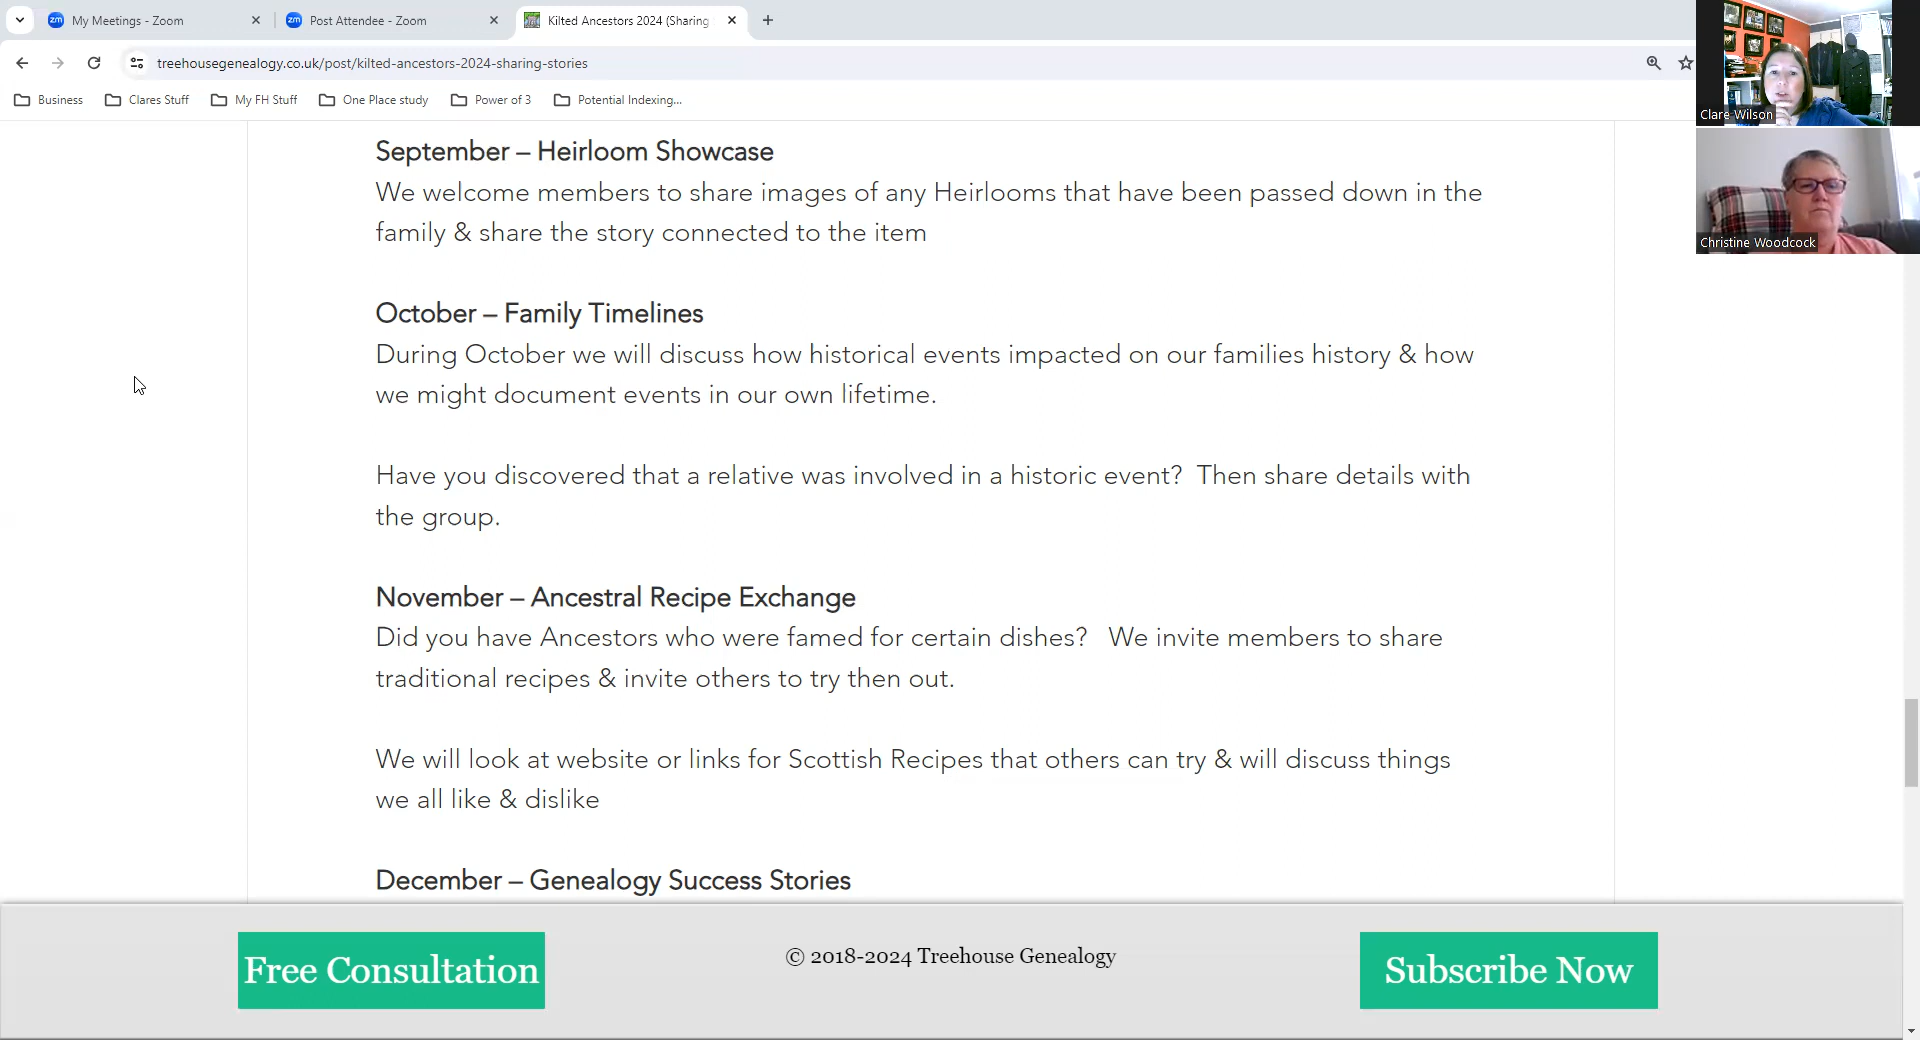 My Meetings - Zoom
Post Attendee - Zoom
Kilted Ancestors 2024 (Sharing
treehousegenealogy.co.uk/post/kilted-ancestors-2024-sharing-stories
Business
Clares Stuff
My FH Stuff
One Place study
Power of 3
Potential Indexing...
Clare Wilson
Christine Woodcock
September – Heirloom Showcase
We welcome members to share images of any Heirlooms that have been passed down in the
family & share the story connected to the item
October – Family Timelines
During October we will discuss how historical events impacted on our families history & how
we might document events in our own lifetime.
Have you discovered that a relative was involved in a historic event?  Then share details with
the group.
November – Ancestral Recipe Exchange
Did you have Ancestors who were famed for certain dishes?   We invite members to share
traditional recipes & invite others to try then out.
We will look at website or links for Scottish Recipes that others can try & will discuss things
we all like & dislike
December – Genealogy Success Stories
Free Consultation
© 2018-2024 Treehouse Genealogy
Subscribe Now